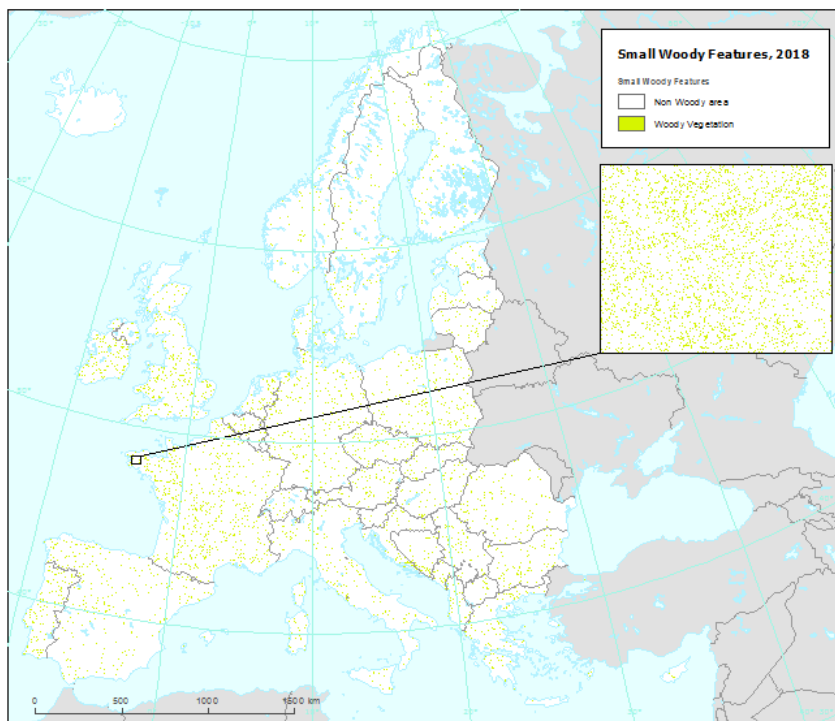 Small Woody Features, 2018
Small Woody Features
Non Woody area
Woody Vegetation
0 500 1000 1500 km